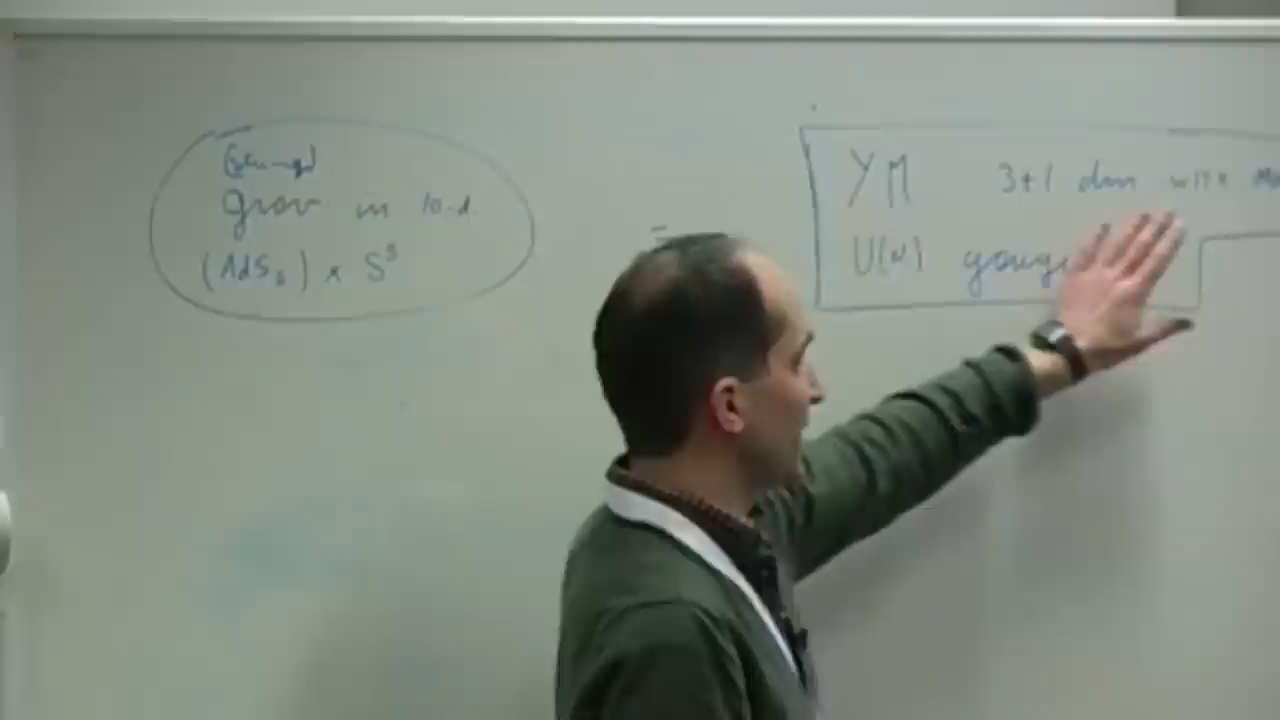 grav. in 10-d.
(AdS₅) x S⁵
YM 3+1 dim with
U(N) gauge